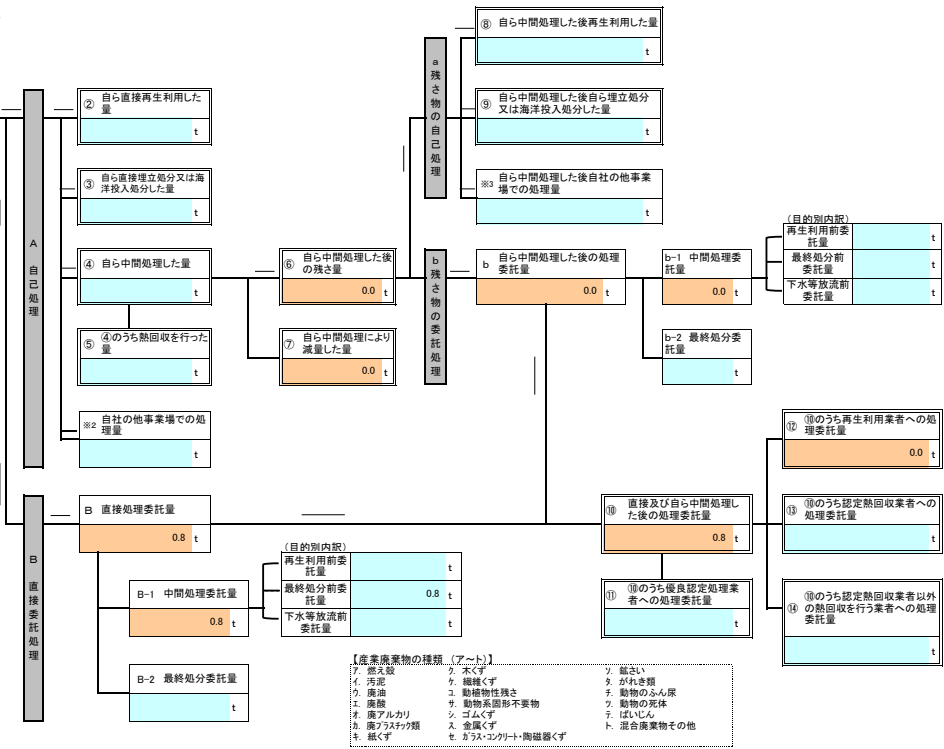 ⑧ 自ら中間処理した後再生利用した量
t
a 残さ物の自己処理
② 自ら直接再生利用した
量
t
⑨ 自ら中間処理した後自ら埋立処分
又は海洋投入処分した量
t
③ 自ら直接埋立処分又は海
洋投入処分した量
t
※3 自ら中間処理した後自社の他事業
場での処理量
t
A 自己処理
④ 自ら中間処理した量
t
⑥ 自ら中間処理した後
の残さ量
0.0 t
b 残さ物の委託処理
b 自ら中間処理した後の処理
委託量
0.0 t
b-1 中間処理委
託量
0.0 t
(目的別内訳)
再生利用前委
託量
t
最終処分前
委託量
t
下水等放流前
委託量
t
⑤ ④のうち熱回収を行った
量
t
⑦ 自ら中間処理により
減量した量
0.0 t
b-2 最終処分委
託量
t
※2 自社の他事業場での処
理量
t
⑫ ⑩のうち再生利用業者への処
理委託量
0.0 t
B 直接委託処理
B 直接処理委託量
0.8 t
⑩ 直接及び自ら中間処理し
た後の処理委託量
0.8 t
⑬ ⑩のうち認定熱回収業者への
処理委託量
t
B-1 中間処理委託量
0.8 t
(目的別内訳)
再生利用前委
託量
t
最終処分前委
託量
0.8 t
下水等放流前
委託量
t
⑪ ⑩のうち優良認定処理業
者への処理委託量
t
⑭ ⑩のうち認定熱回収業者以外
の熱回収を行う業者への処理
委託量
t
B-2 最終処分委託量
t
【産業廃棄物の種類 (ア~ト)】
ア. 燃え殻
イ. 汚泥
ウ. 廃油
エ. 廃酸
オ. 廃アルカリ
カ. 廃プラスチック類
キ. 紙くず
ク. 木くず
ケ. 繊維くず
コ. 動植物性残さ
サ. 動物系固形不要物
シ. ゴムくず
ス. 金属くず
セ. ガラス・コンクリート・陶磁器くず
ソ. 鉱さい
タ. がれき類
チ. 動物のふん尿
ツ. 動物の死体
テ. ばいじん
ト. 混合廃棄物その他